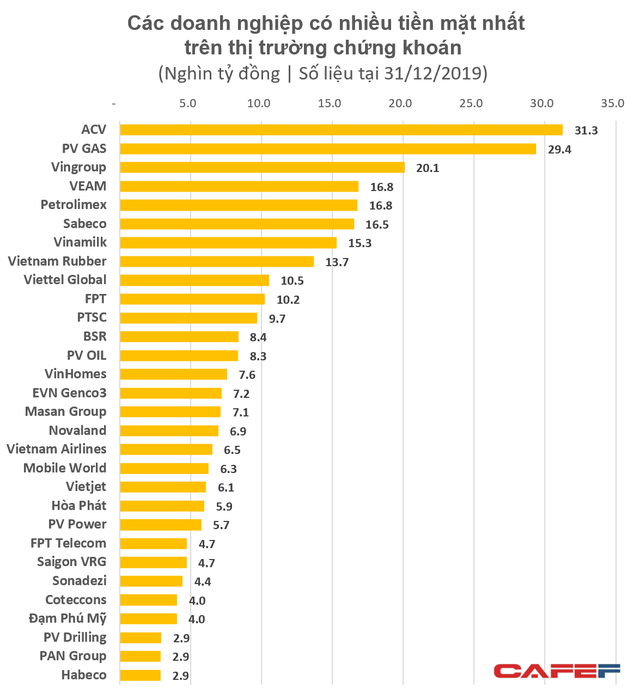 Các doanh nghiệp có nhiều tiền mặt nhất
trên thị trường chứng khoán
(Nghìn tỷ đồng | Số liệu tại 31/12/2019)
- 5.0 10.0 15.0 20.0 25.0 30.0 35.0
ACV 31.3
PV GAS 29.4
Vingroup 20.1
VEAM 16.8
Petrolimex 16.8
Sabeco 16.5
Vinamilk 15.3
Vietnam Rubber 13.7
Viettel Global 10.5
FPT 10.2
PTSC 9.7
BSR 8.4
PV OIL 8.3
VinHomes 7.6
EVN Genco3 7.2
Masan Group 7.1
Novaland 6.9
Vietnam Airlines 6.5
Mobile World 6.3
Vietjet 6.1
Hòa Phát 5.9
PV Power 5.7
FPT Telecom 4.7
Saigon VRG 4.7
Sonadezi 4.4
Coteccons 4.0
Đạm Phú Mỹ 4.0
PV Drilling 2.9
PAN Group 2.9
Habeco 2.9
CAFEF